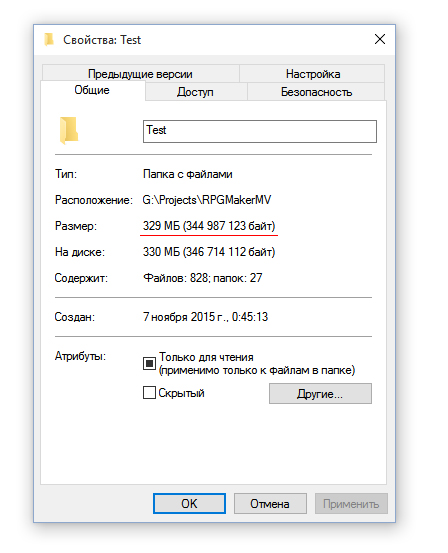 Свойства: Test
Предыдущие версии Настройка
Общие Доступ Безопасность
Test
Тип: Папка с файлами
Расположение: G:\Projects\RPGMakerMV
Размер: 329 МБ (344 987 123 байт)
На диске: 330 МБ (346 714 112 байт)
Содержит: Файлов: 828; папок: 27
Создан: 7 ноября 2015 г., 0:45:13
Атрибуты: Только для чтения
(применимо только к файлам в папке)
Скрытый Другие...
OK Отмена Применить